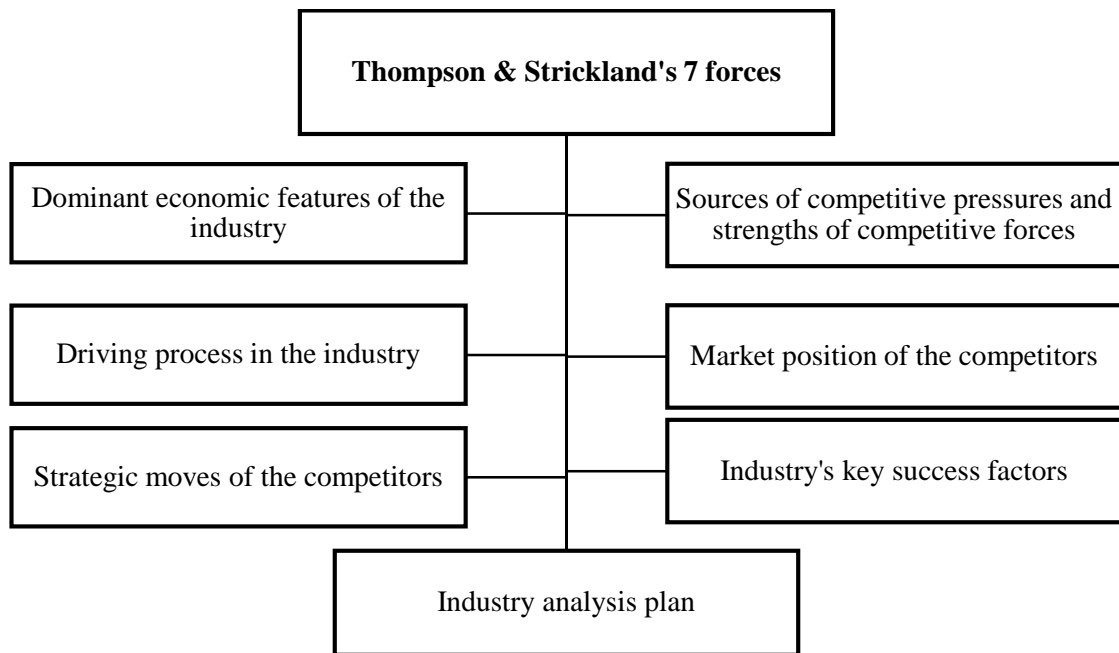 Thompson & Strickland's 7 forces
Dominant economic features of the
industry
Sources of competitive pressures and
strengths of competitive forces
Driving process in the industry
Market position of the competitors
Strategic moves of the competitors
Industry's key success factors
Industry analysis plan